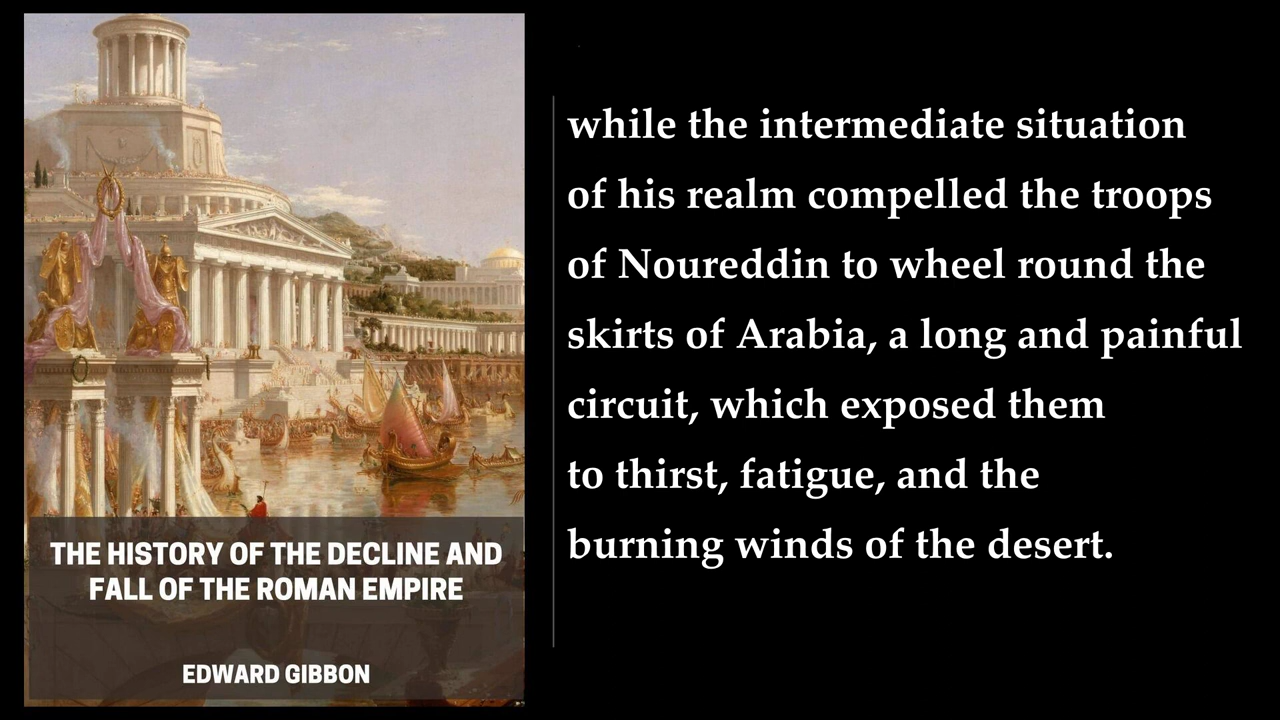 THE HISTORY OF THE DECLINE AND
FALL OF THE ROMAN EMPIRE
EDWARD GIBBON
while the intermediate situation
of his realm compelled the troops
of Noureddin to wheel round the
skirts of Arabia, a long and painful
circuit, which exposed them
to thirst, fatigue, and the
burning winds of the desert.